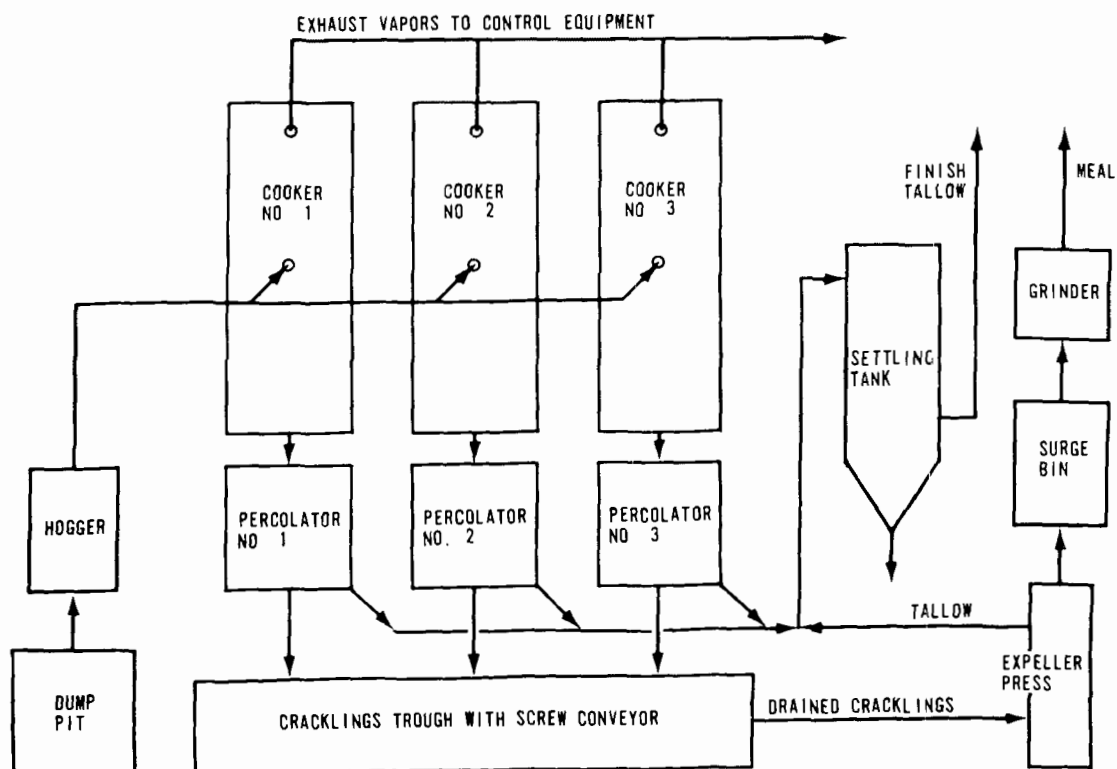 EXHAUST VAPORS TO CONTROL EQUIPMENT
COOKER
NO 1
COOKER
NO 2
COOKER
NO 3
FINISH
TALLOW
MEAL
GRINDER
SETTLING
TANK
SURGE
BIN
HOGGER
PERCOLATOR
NO 1
PERCOLATOR
NO. 2
PERCOLATOR
NO 3
TALLOW
EXPELLER
PRESS
DUMP
PIT
CRACKLINGS TROUGH WITH SCREW CONVEYOR
DRAINED CRACKLINGS